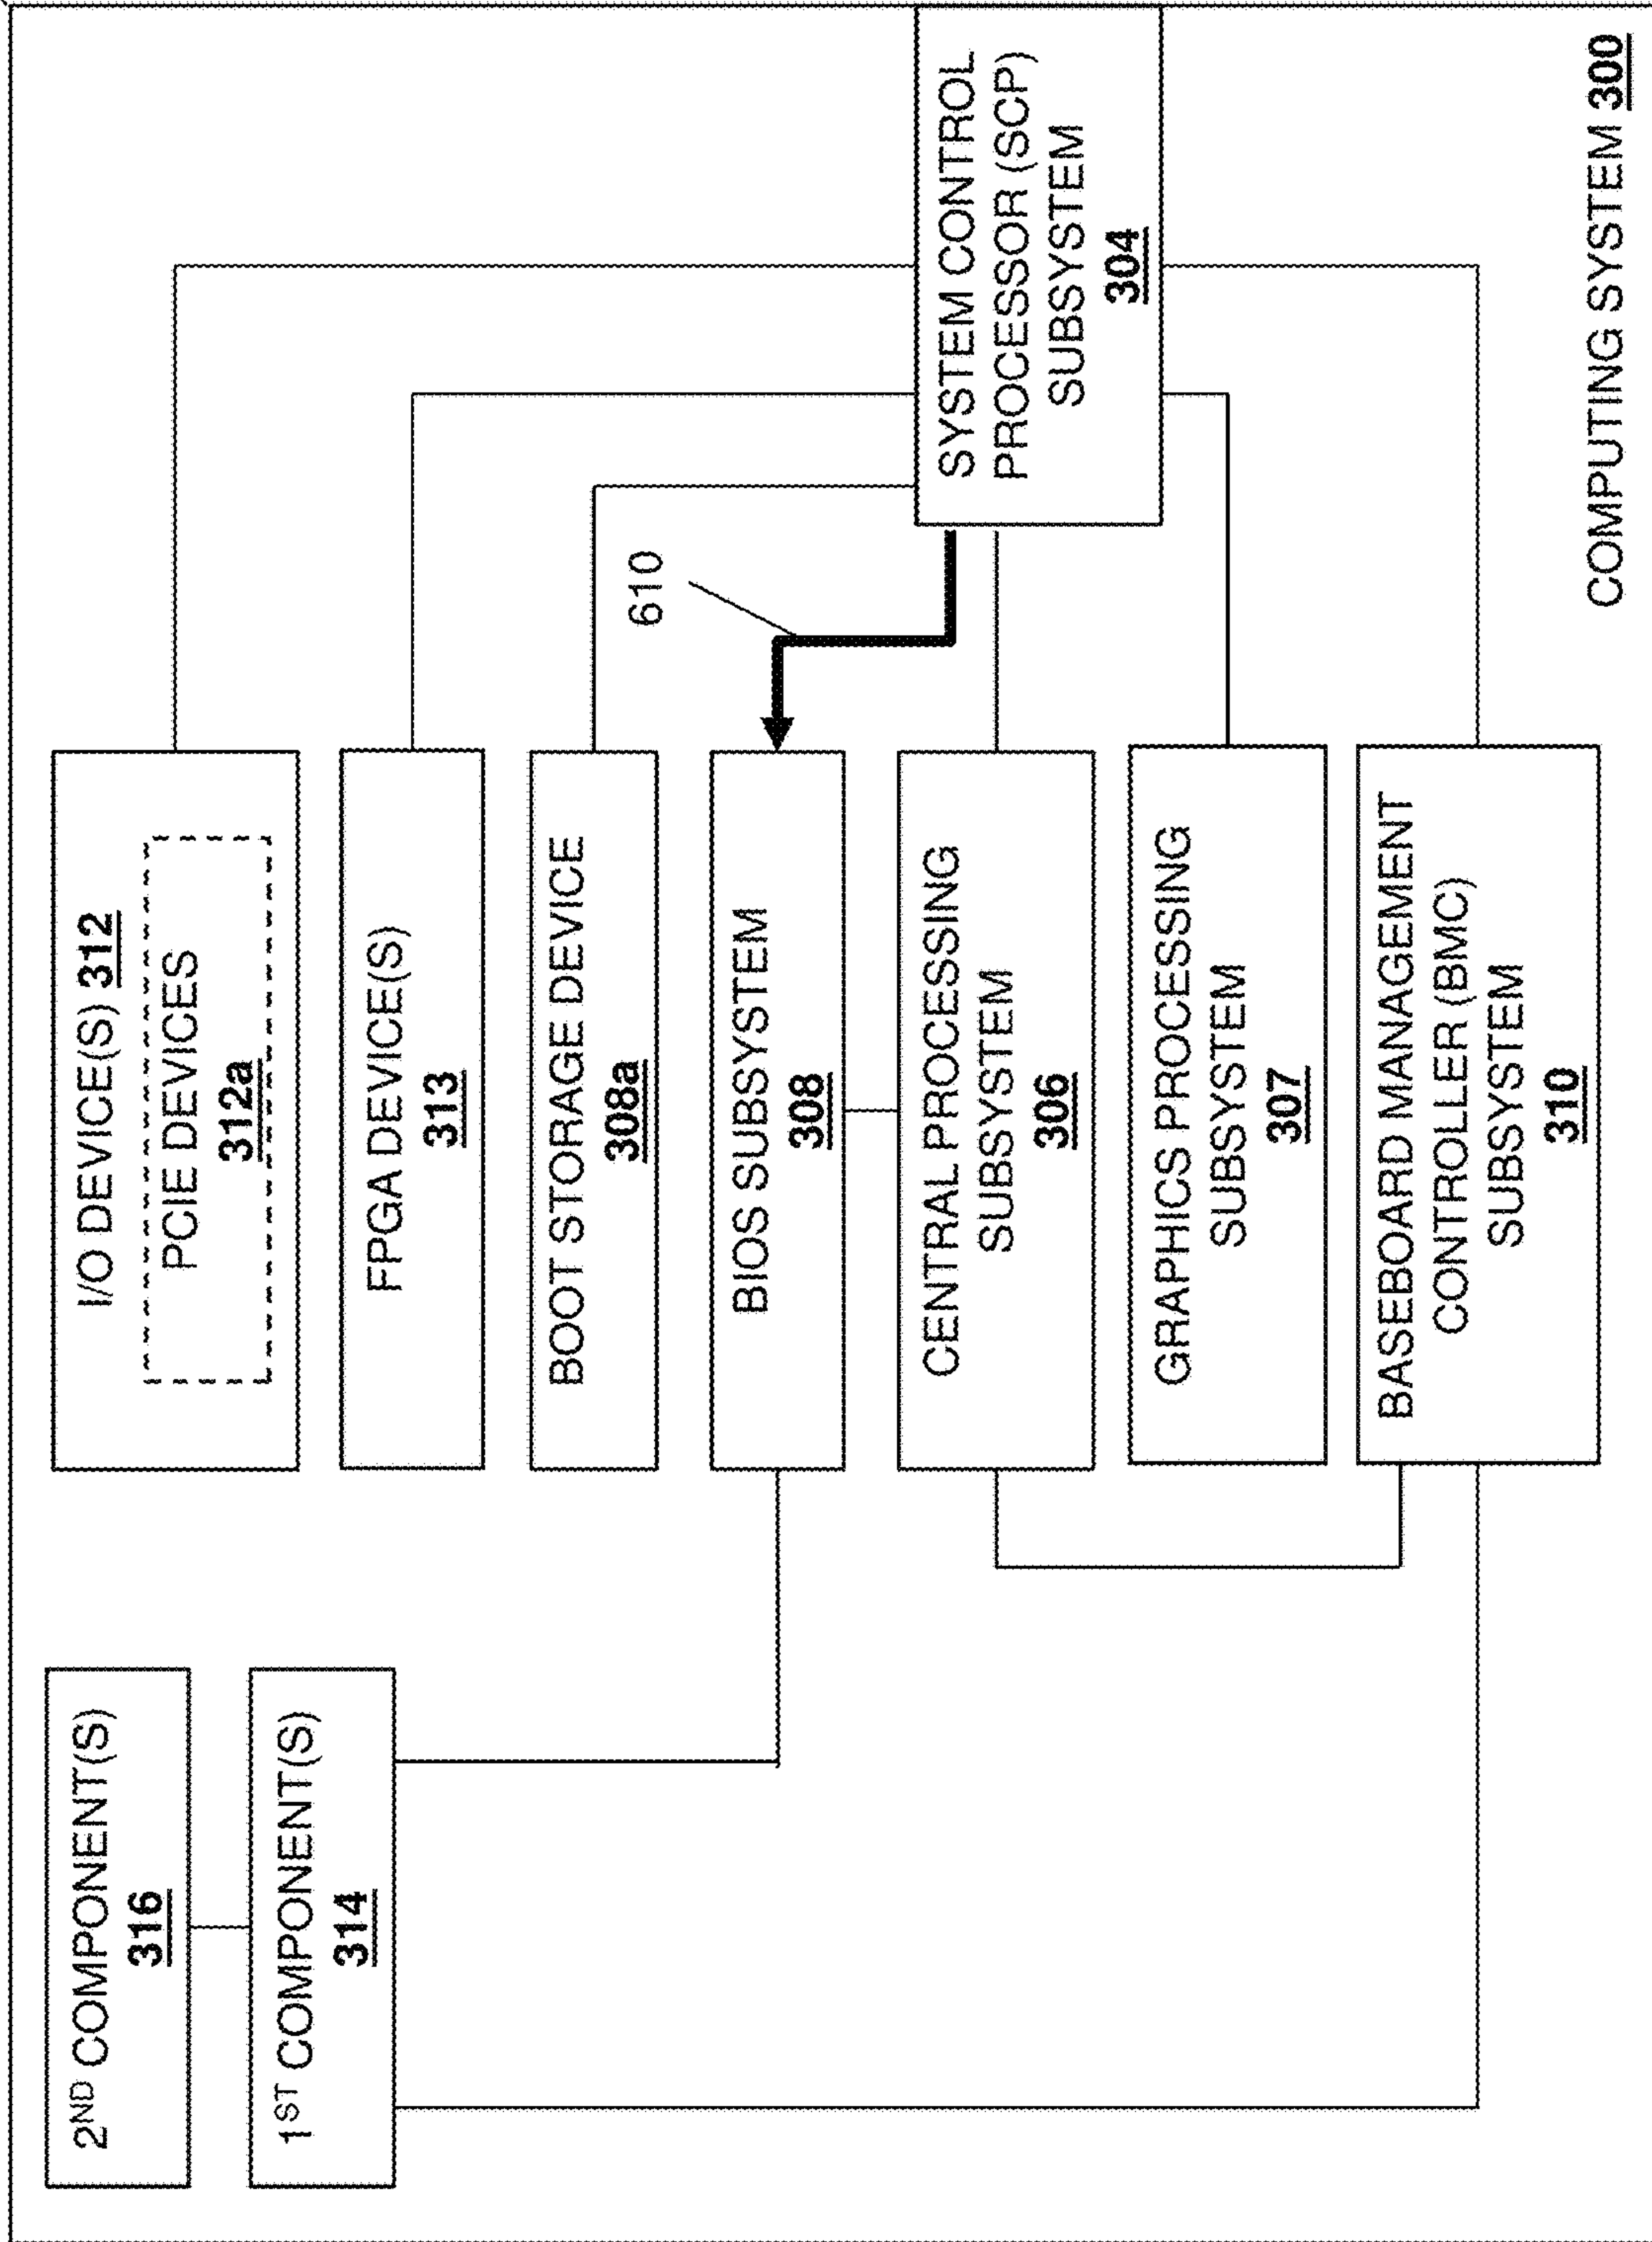 2ND COMPONENT(S)
316
1ST COMPONENT(S)
314
I/O DEVICE(S) 312
PCIE DEVICES
312a
FPGA DEVICE(S)
313
BOOT STORAGE DEVICE
308a
BIOS SUBSYSTEM
308
CENTRAL PROCESSING
SUBSYSTEM
306
GRAPHICS PROCESSING
SUBSYSTEM
307
BASEBOARD MANAGEMENT
CONTROLLER (BMC)
SUBSYSTEM
310
610
SYSTEM CONTROL
PROCESSOR (SCP)
SUBSYSTEM
304
COMPUTING SYSTEM 300